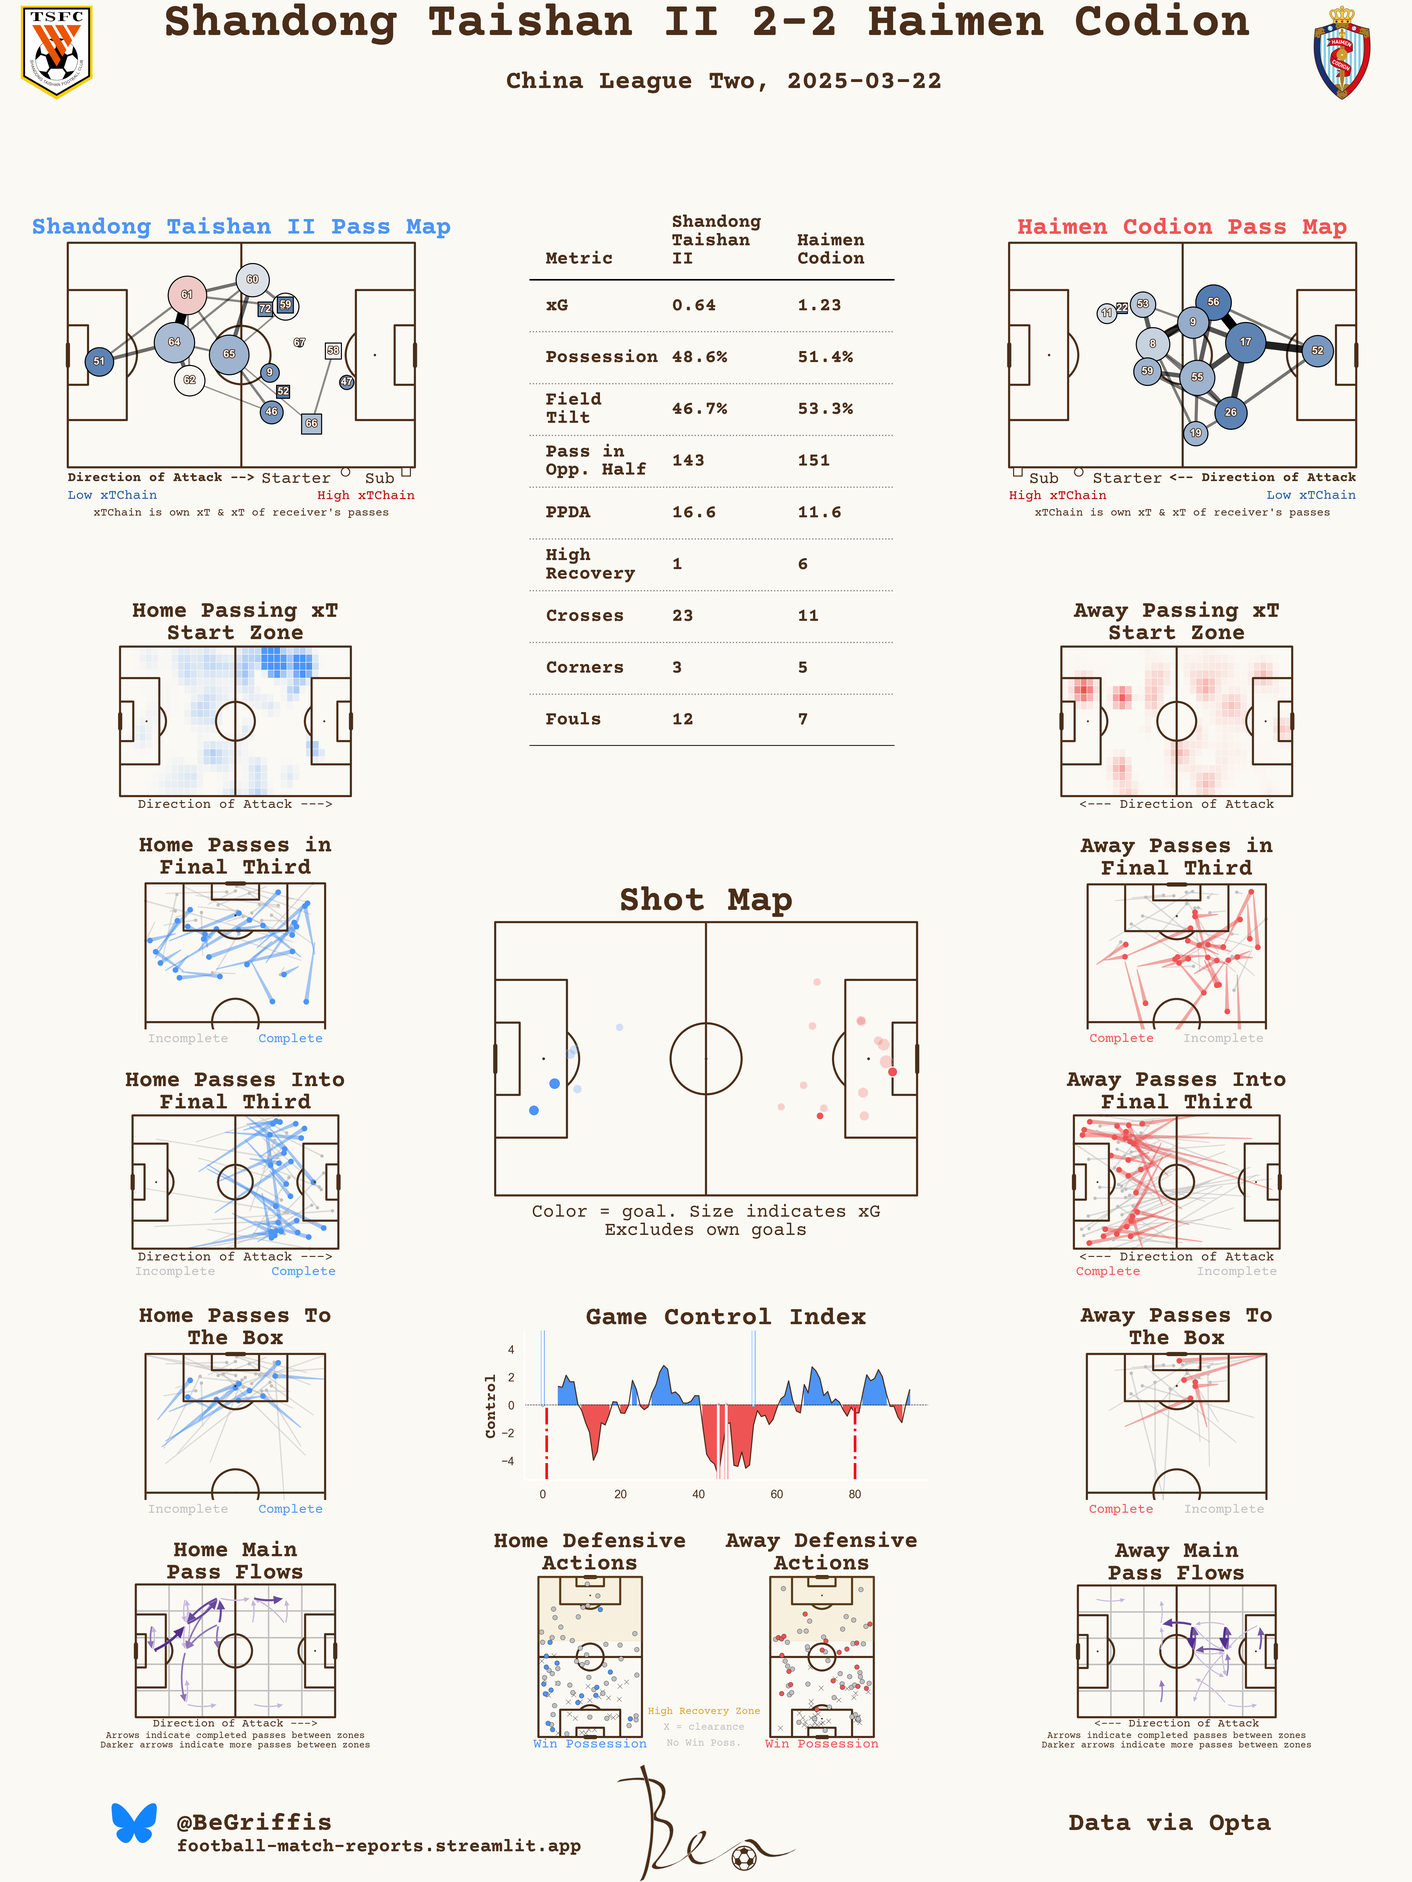 Shandong Taishan II 2-2 Haimen Codion
China League Two, 2025-03-22
TSFC
HAIMEN
CODION
Shandong Taishan II Pass Map
61
60
72
59
64
65
51
62
67
58
9
47
52
46
66
Direction of Attack --> Starter Sub
Low xTChain High xTChain
xTChain is own xT & xT of receiver's passes
Metric Shandong Taishan II Haimen Codion
xG 0.64 1.23
Possession 48.6% 51.4%
Field Tilt 46.7% 53.3%
Pass in Opp. Half 143 151
PPDA 16.6 11.6
High Recovery 1 6
Crosses 23 11
Corners 3 5
Fouls 12 7
Haimen Codion Pass Map
11
22
53
56
9
8
17
52
59
55
26
19
Sub Starter <-- Direction of Attack
High xTChain Low xTChain
xTChain is own xT & xT of receiver's passes
Home Passing xT
Start Zone
Direction of Attack --->
Away Passing xT
Start Zone
<--- Direction of Attack
Home Passes in
Final Third
Incomplete Complete
Away Passes in
Final Third
Complete Incomplete
Shot Map
Color = goal. Size indicates xG
Excludes own goals
Home Passes Into
Final Third
Direction of Attack --->
Incomplete Complete
Away Passes Into
Final Third
<--- Direction of Attack
Complete Incomplete
Home Passes To
The Box
Incomplete Complete
Game Control Index
Control
4
2
0
−2
−4
0 20 40 60 80
Away Passes To
The Box
Complete Incomplete
Home Main
Pass Flows
Direction of Attack --->
Arrows indicate completed passes between zones
Darker arrows indicate more passes between zones
Home Defensive
Actions
Win Possession
High Recovery Zone
X = clearance
No Win Poss.
Away Defensive
Actions
Win Possession
Away Main
Pass Flows
<--- Direction of Attack
Arrows indicate completed passes between zones
Darker arrows indicate more passes between zones
@BeGriffis
football-match-reports.streamlit.app
Ben
Data via Opta